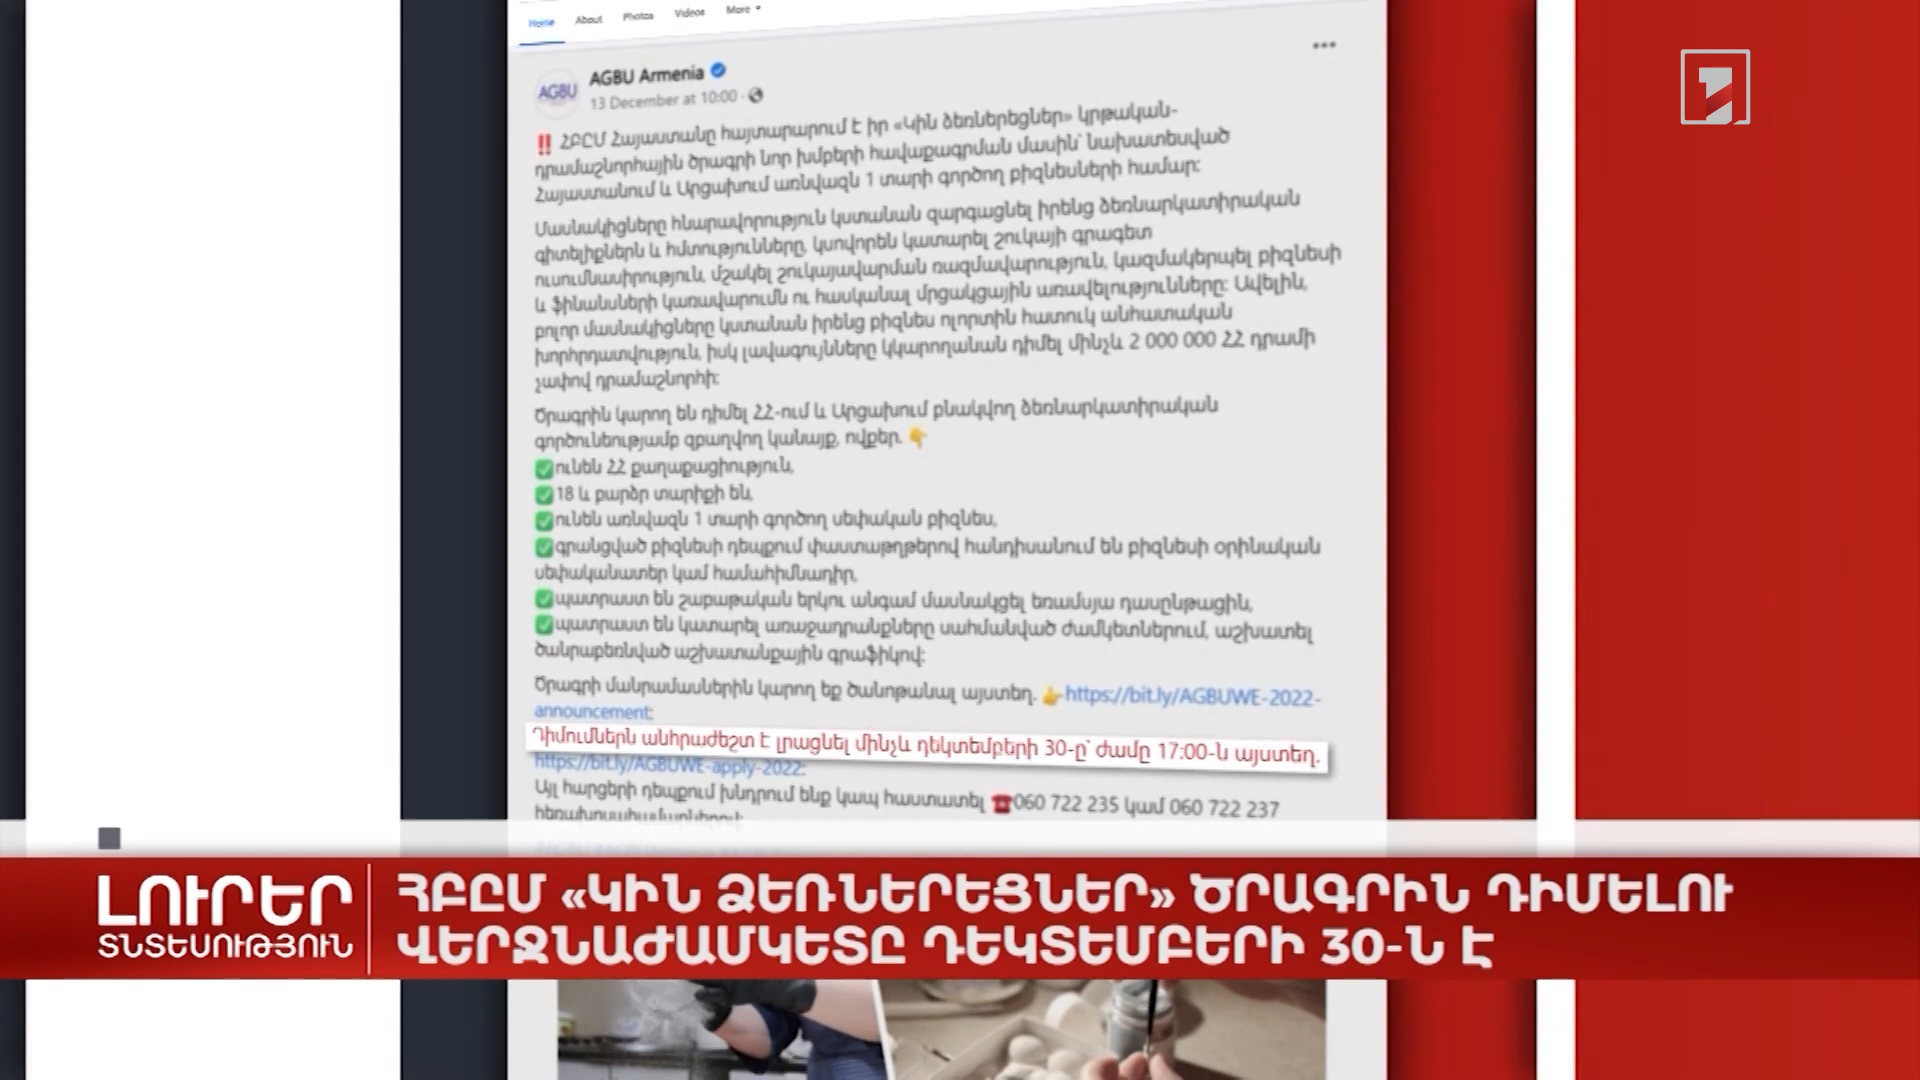 Home About Photos Videos More
AGBU Armenia
AGBU
13 December at 10:00
1
‼ ՀԲԸՄ Հայաստանը հայտարարում է իր «Կին ձեռներեցներ» կրթական-
դրամաշնորհային ծրագրի նոր խմբերի հավաքագրման մասին՝ նախատեսված
Հայաստանում և Արցախում առնվազն 1 տարի գործող բիզնեսների համար:
Մասնակիցները հնարավորություն կստանան զարգացնել իրենց ձեռնարկատիրական
գիտելիքներն և հմտությունները, կսովորեն կատարել շուկայի գրագետ
ուսումնասիրություն, մշակել շուկայավարման ռազմավարություն, կազմակերպել բիզնեսի
և ֆինանսների կառավարումն ու հասկանալ մրցակցային առավելությունները: Ավելին,
բոլոր մասնակիցները կստանան իրենց բիզնես ոլորտին հատուկ անհատական
խորհրդատվություն, իսկ լավագույնները կկարողանան դիմել մինչև 2 000 000 ՀՀ դրամի
չափով դրամաշնորհի:
Ծրագրին կարող են դիմել ՀՀ-ում և Արցախում բնակվող ձեռնարկատիրական
գործունեությամբ զբաղվող կանայք, ովքեր. 👇
✅ունեն ՀՀ քաղաքացիություն,
✅18 և բարձր տարիքի են,
✅ունեն առնվազն 1 տարի գործող սեփական բիզնես,
✅գրանցված բիզնեսի դեպքում փաստաթղթերով հանդիսանում են բիզնեսի օրինական
սեփականատեր կամ համահիմնադիր,
✅պատրաստ են շաբաթական երկու անգամ մասնակցել եռամսյա դասընթացին,
✅պատրաստ են կատարել առաջադրանքները սահմանված ժամկետներում, աշխատել
ծանրաբեռնված աշխատանքային գրաֆիկով:
Ծրագրի մանրամասներին կարող եք ծանոթանալ այստեղ. 👉https://bit.ly/AGBUWE-2022-
announcement:
Դիմումներն անհրաժեշտ է լրացնել մինչև դեկտեմբերի 30-ը՝ ժամը 17:00-ն այստեղ.
https://bit.ly/AGBUWE-apply-2022:
Այլ հարցերի դեպքում խնդրում ենք կապ հաստատել ☎060 722 235 կամ 060 722 237
հեռախոսահամարներով:
ԼՈՒՐԵՐ
ՏՆՏԵՍՈՒԹՅՈՒՆ
ՀԲԸՄ «ԿԻՆ ՁԵՌՆԵՐԵՑՆԵՐ» ԾՐԱԳՐԻՆ ԴԻՄԵԼՈՒ
ՎԵՐՋՆԱԺԱՄԿԵՏԸ ԴԵԿՏԵՄԲԵՐԻ 30-Ն Է